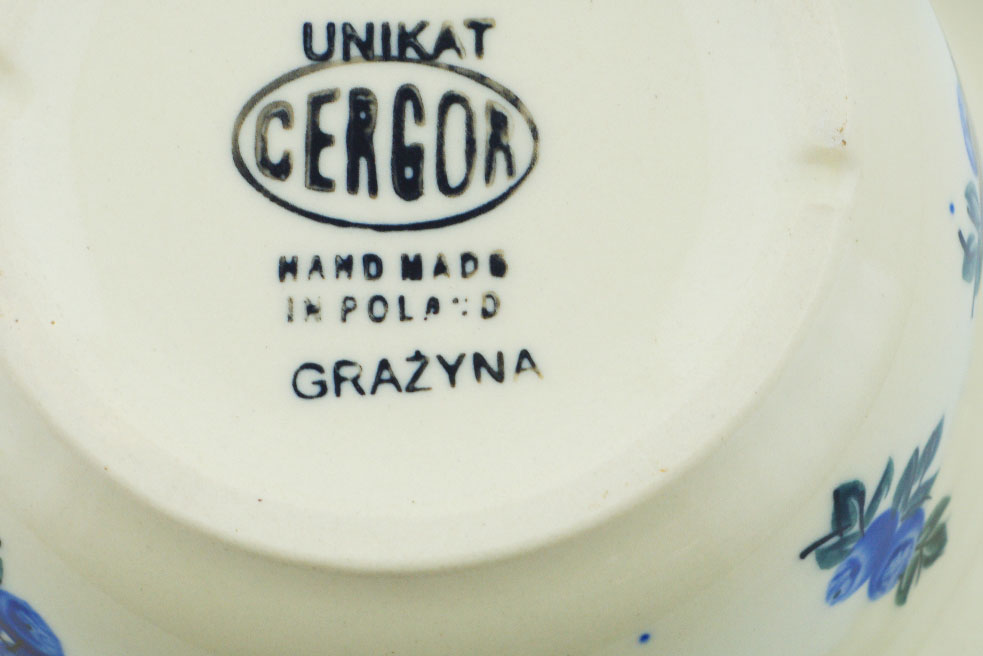 UNIKAT
CERGOR
HAND MADE
IN POLAND
GRAŻYNA